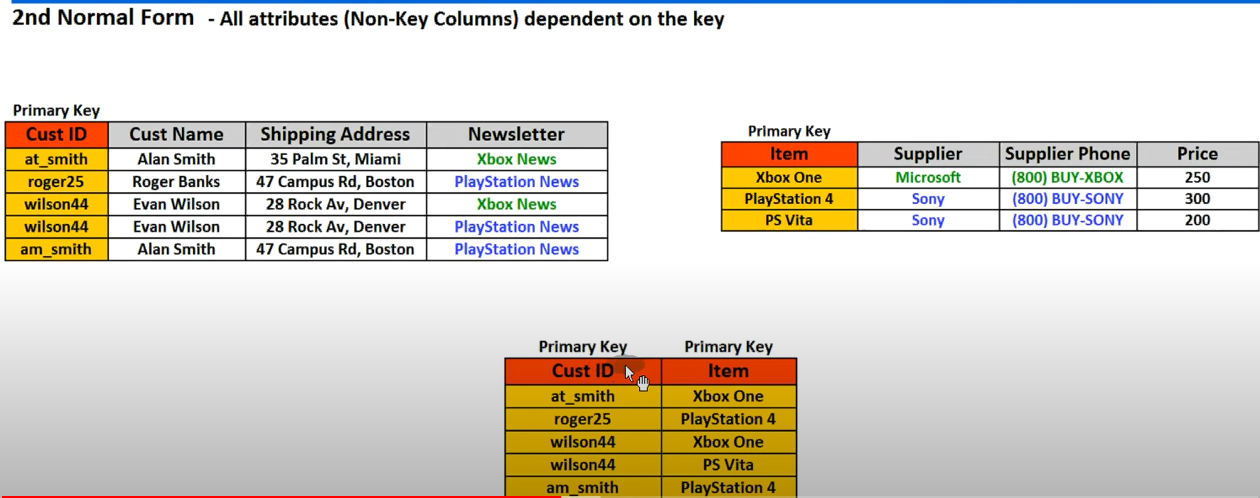 2nd Normal Form - All attributes (Non-Key Columns) dependent on the key
Primary Key
Cust ID Cust Name Shipping Address Newsletter
at_smith Alan Smith 35 Palm St, Miami Xbox News
roger25 Roger Banks 47 Campus Rd, Boston PlayStation News
wilson44 Evan Wilson 28 Rock Av, Denver Xbox News
wilson44 Evan Wilson 28 Rock Av, Denver PlayStation News
am_smith Alan Smith 47 Campus Rd, Boston PlayStation News
Primary Key
Item Supplier Supplier Phone Price
Xbox One Microsoft (800) BUY-XBOX 250
PlayStation 4 Sony (800) BUY-SONY 300
PS Vita Sony (800) BUY-SONY 200
Primary Key Primary Key
Cust ID Item
at_smith Xbox One
roger25 PlayStation 4
wilson44 Xbox One
wilson44 PS Vita
am_smith PlayStation 4